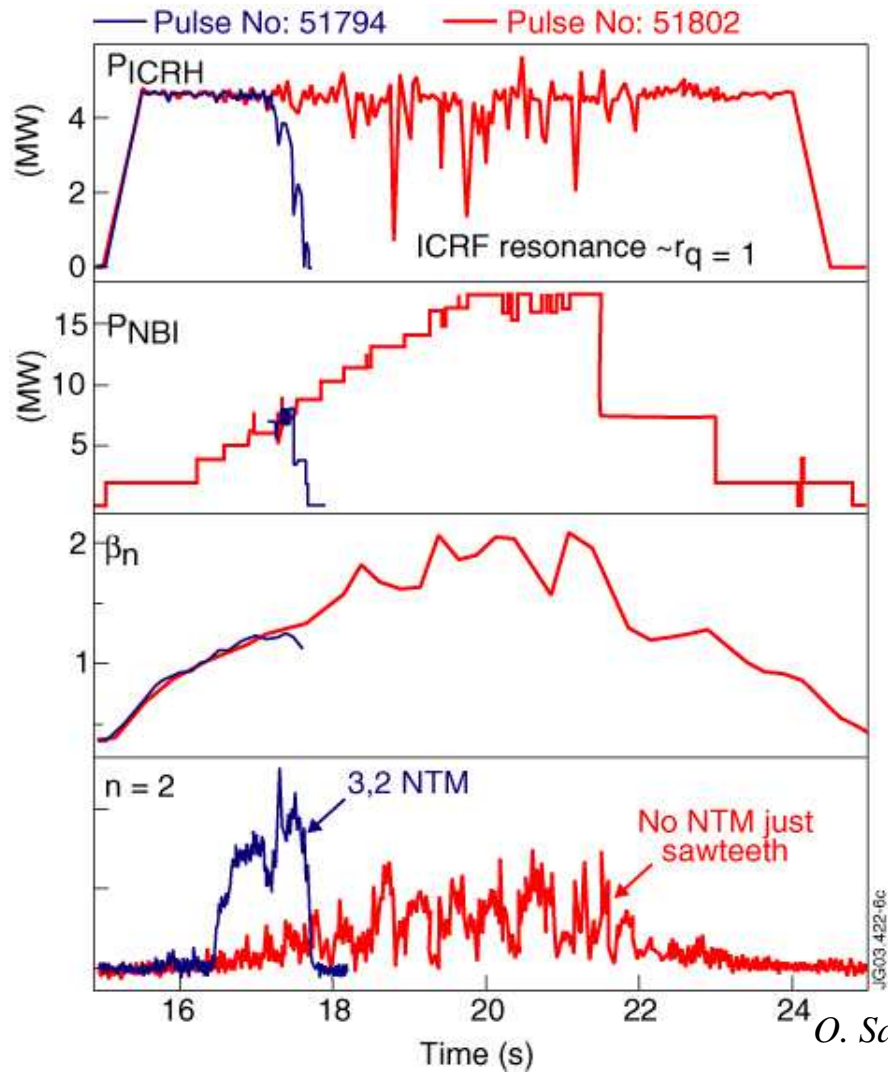 Pulse No: 51794 Pulse No: 51802
PICRH
(MW)
4
2
0
ICRF resonance ~rq = 1
PNBI
(MW)
15
10
5
βn
2
1
n = 2
3,2 NTM
No NTM just
sawteeth
16 18 20 22 24
Time (s)
JG03 422-6c
O.